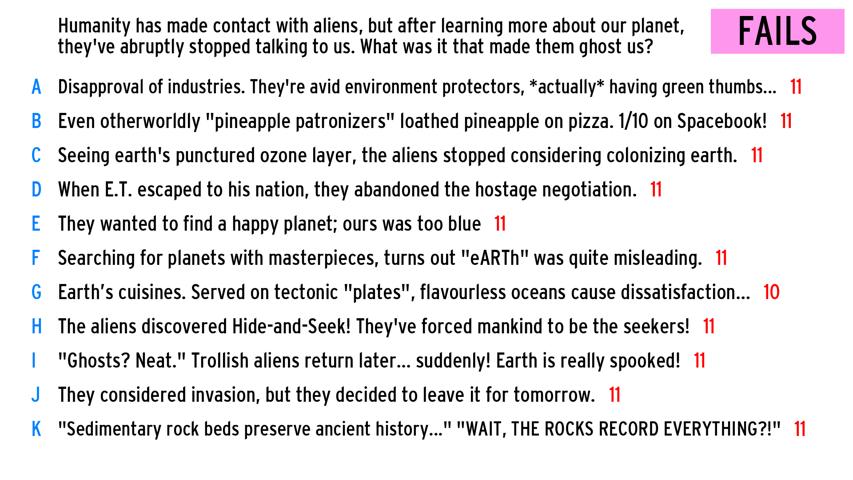 Humanity has made contact with aliens, but after learning more about our planet,
they've abruptly stopped talking to us. What was it that made them ghost us?
FAILS
A Disapproval of industries. They're avid environment protectors, *actually* having green thumbs... 11
B Even otherworldly "pineapple patronizers" loathed pineapple on pizza. 1/10 on Spacebook! 11
C Seeing earth's punctured ozone layer, the aliens stopped considering colonizing earth. 11
D When E.T. escaped to his nation, they abandoned the hostage negotiation. 11
E They wanted to find a happy planet; ours was too blue 11
F Searching for planets with masterpieces, turns out "eARTh" was quite misleading. 11
G Earth's cuisines. Served on tectonic "plates", flavourless oceans cause dissatisfaction... 10
H The aliens discovered Hide-and-Seek! They've forced mankind to be the seekers! 11
I "Ghosts? Neat." Trollish aliens return later... suddenly! Earth is really spooked! 11
J They considered invasion, but they decided to leave it for tomorrow. 11
K "Sedimentary rock beds preserve ancient history..." "WAIT, THE ROCKS RECORD EVERYTHING?!" 11